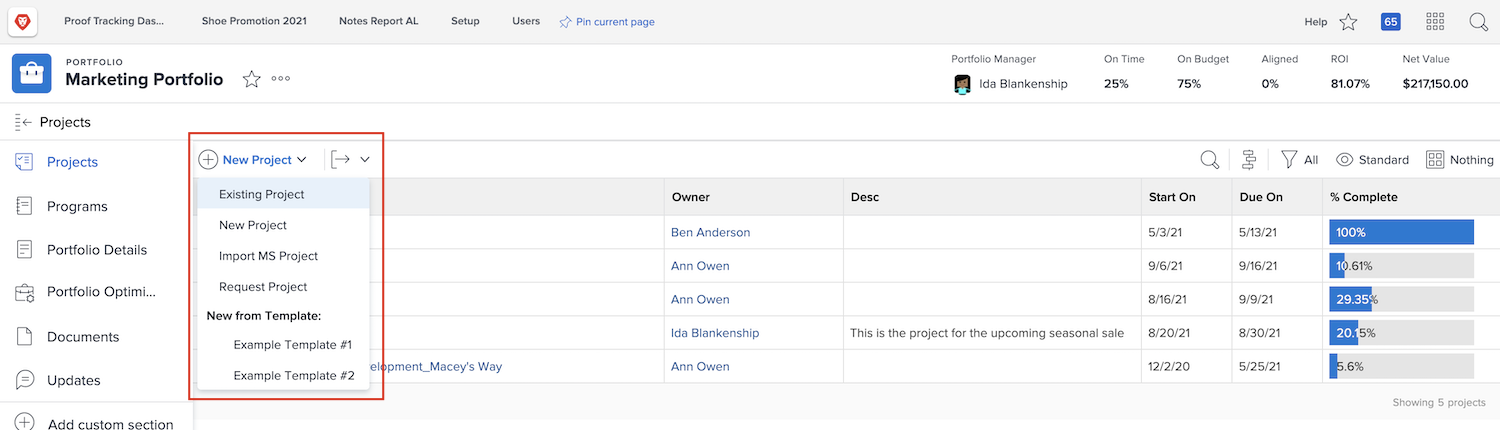 Proof Tracking Das... Shoe Promotion 2021 Notes Report AL Setup Users Pin current page Help 65
PORTFOLIO
Marketing Portfolio
Portfolio Manager On Time On Budget Aligned ROI Net Value
Ida Blankenship 25% 75% 0% 81.07% $217,150.00
Projects
Projects
Programs
Portfolio Details
Portfolio Optimi...
Documents
Updates
Add custom section
New Project
Existing Project
New Project
Import MS Project
Request Project
New from Template:
Example Template #1
Example Template #2
All Standard Nothing
Owner Desc Start On Due On % Complete
Ben Anderson 5/3/21 5/13/21 100%
Ann Owen 9/6/21 9/16/21 10.61%
Ann Owen 8/16/21 9/9/21 29.35%
Ida Blankenship This is the project for the upcoming seasonal sale 8/20/21 8/30/21 20.15%
elopment_Macey's Way Ann Owen 12/2/20 5/25/21 5.6%
Showing 5 projects